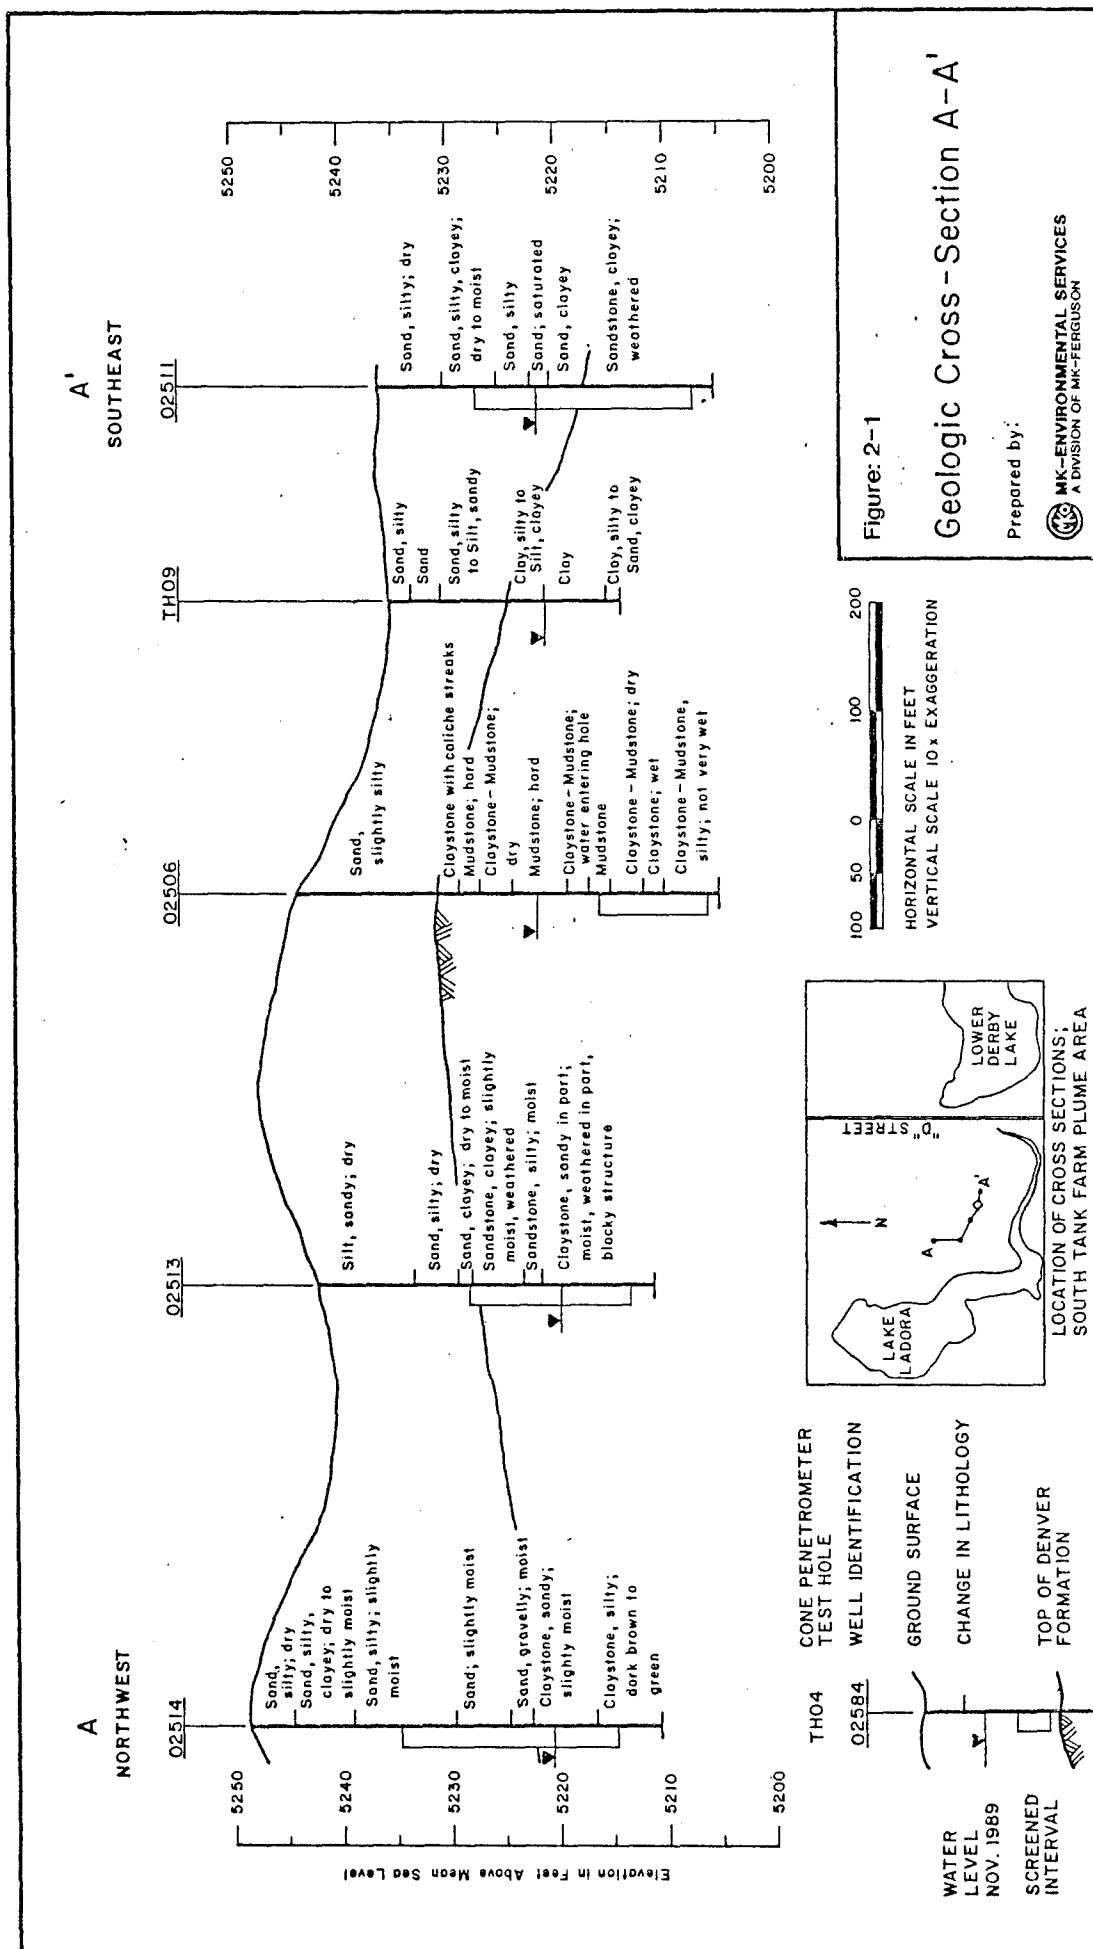 A
NORTHWEST
A'
SOUTHEAST
02514
02513
02506
TH09
02511
Elevation in Feet Above Mean Sea Level
5250
5240
5230
5220
5210
5200
Sand,
silty; dry
Sand, silty,
clayey; dry to
slightly moist
Sand, silty; slightly
moist
Sand; slightly moist
Sand, gravelly; moist
Claystone, sandy;
slightly moist
Claystone, silty;
dark brown to
green
Silt, sandy; dry
Sand, silty; dry
Sand, clayey; dry to moist
Sandstone, clayey; slightly
moist, weathered
Sandstone, silty; moist
Claystone, sandy in part;
moist, weathered in part,
blocky structure
Sand,
slightly silty
Claystone with caliche streaks
Mudstone; hard
Claystone-Mudstone;
dry
Mudstone; hard
Claystone-Mudstone;
water entering hole
Mudstone
Claystone-Mudstone; dry
Claystone; wet
Claystone-Mudstone,
silty; not very wet
Sand, silty
Sand
Sand, silty
to Silt, sandy
Clay, silty to
Silt, clayey
Clay
Clay, silty to
Sand, clayey
Sand, silty; dry
Sand, silty, clayey;
dry to moist
Sand, silty
Sand; saturated
Sand, clayey
Sandstone, clayey;
weathered
5250
5240
5230
5220
5210
5200
TH04
CONE PENETROMETER
TEST HOLE
02584
WELL IDENTIFICATION
GROUND SURFACE
CHANGE IN LITHOLOGY
WATER
LEVEL
NOV. 1989
SCREENED
INTERVAL
TOP OF DENVER
FORMATION
LAKE
LADORA
A
A'
N
"D" STREET
LOWER
DERBY
LAKE
LOCATION OF CROSS SECTIONS;
SOUTH TANK FARM PLUME AREA
100 50 0 100 200
HORIZONTAL SCALE IN FEET
VERTICAL SCALE 10x EXAGGERATION
Figure: 2-1
Geologic Cross-Section A-A'
Prepared by:
MK-ENVIRONMENTAL SERVICES
A DIVISION OF MK-FERGUSON